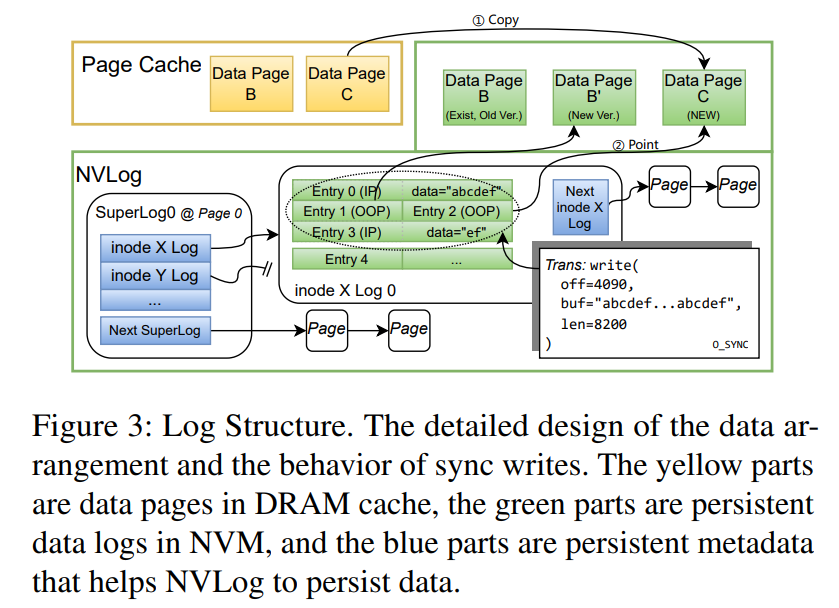 ① Copy
Page Cache
Data Page
B
Data Page
C
Data Page
B
(Exist, Old Ver.)
Data Page
B'
(New Ver.)
Data Page
C
(NEW)
② Point
NVLog
SuperLog0 @ Page 0
inode X Log
inode Y Log
...
Next SuperLog
Page
Page
Entry 0 (IP)
data="abcdef"
Entry 1 (OOP)
Entry 2 (OOP)
Entry 3 (IP)
data="ef"
Entry 4
...
inode X Log 0
Next
inode X
Log
Page
Page
Trans: write(
off=4090,
buf="abcdef...abcdef",
len=8200
)
O_SYNC
Figure 3: Log Structure. The detailed design of the data ar-
rangement and the behavior of sync writes. The yellow parts
are data pages in DRAM cache, the green parts are persistent
data logs in NVM, and the blue parts are persistent metadata
that helps NVLog to persist data.